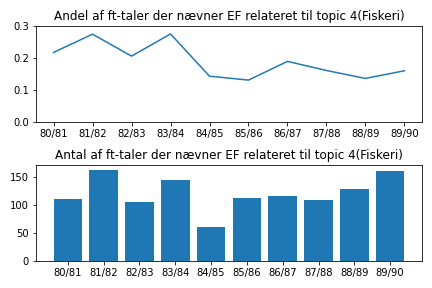 Andel af ft-taler der nævner EF relateret til topic 4(Fiskeri)
0.3
0.2
0.1
0.0
80/81 81/82 82/83 83/84 84/85 85/86 86/87 87/88 88/89 89/90
Antal af ft-taler der nævner EF relateret til topic 4(Fiskeri)
150
100
50
0
80/81 81/82 82/83 83/84 84/85 85/86 86/87 87/88 88/89 89/90